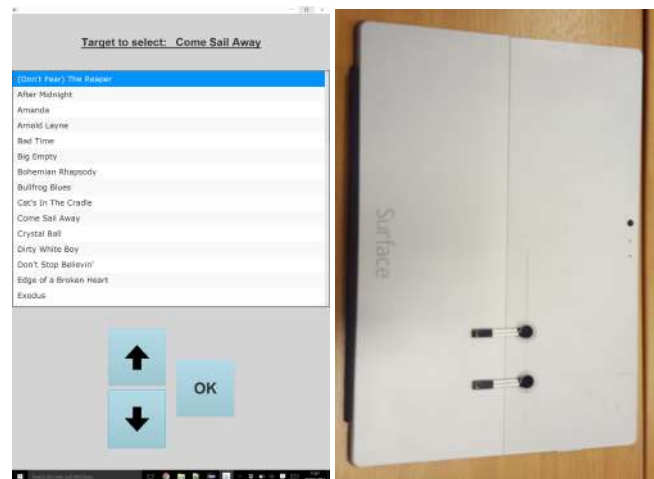 Target to select:   Come Sail Away
(Don't Fear) The Reaper
After Midnight
Amanda
Arnold Layne
Bad Time
Big Empty
Bohemian Rhapsody
Bullfrog Blues
Cat's In The Cradle
Come Sail Away
Crystal Ball
Dirty White Boy
Don't Stop Believin'
Edge of a Broken Heart
Exodus
OK
Surface